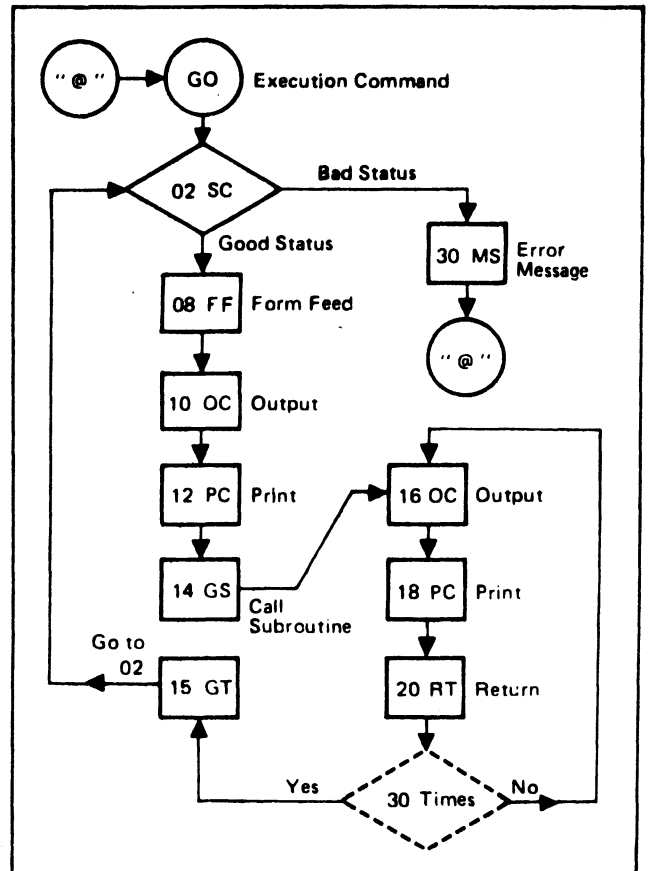 " @ "
GO
Execution Command
02 SC
Bad Status
Good Status
30 MS
Error
Message
08 FF
Form Feed
" @ "
10 OC
Output
12 PC
Print
16 OC
Output
14 GS
Call
Subroutine
18 PC
Print
Go to
02
15 GT
20 RT
Return
Yes
30 Times
No